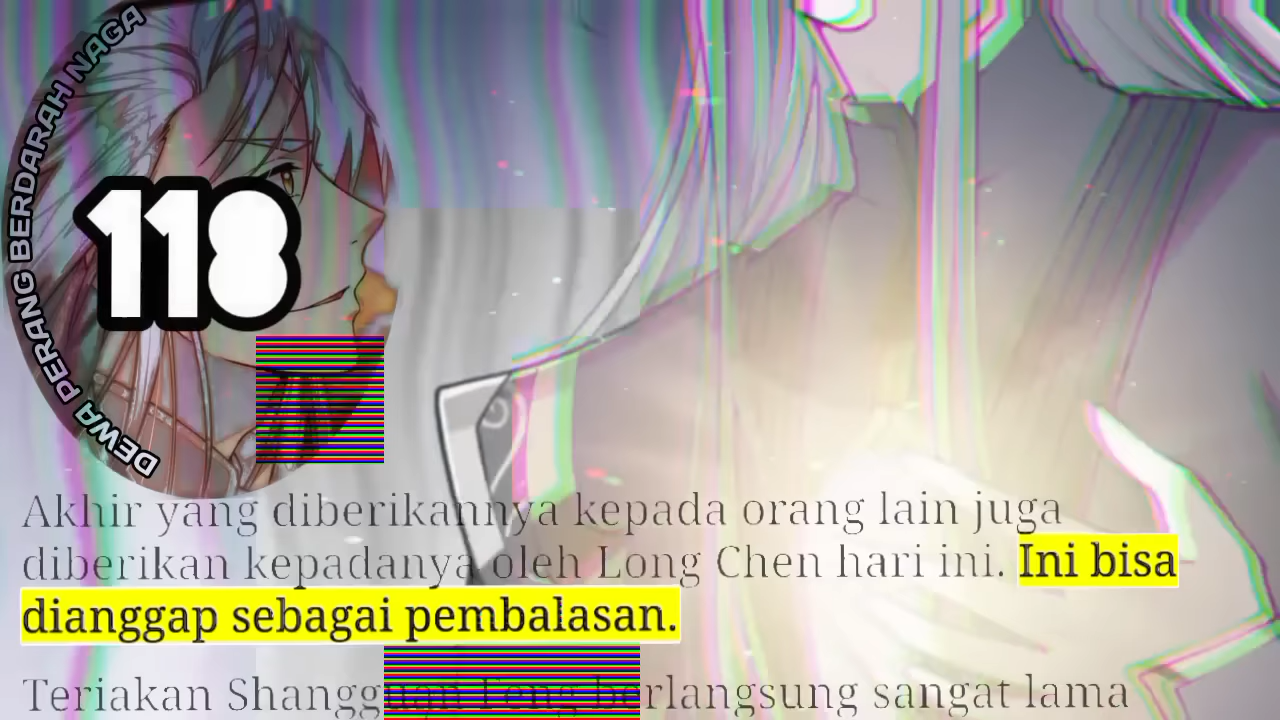 DEWA PERANG BERDARAH NAGA
118
Akhir yang diberikannya kepada orang lain juga
diberikan kepadanya oleh Long Chen hari ini. Ini bisa
dianggap sebagai pembalasan.
Teriakan Shangguan Feng berlangsung sangat lama